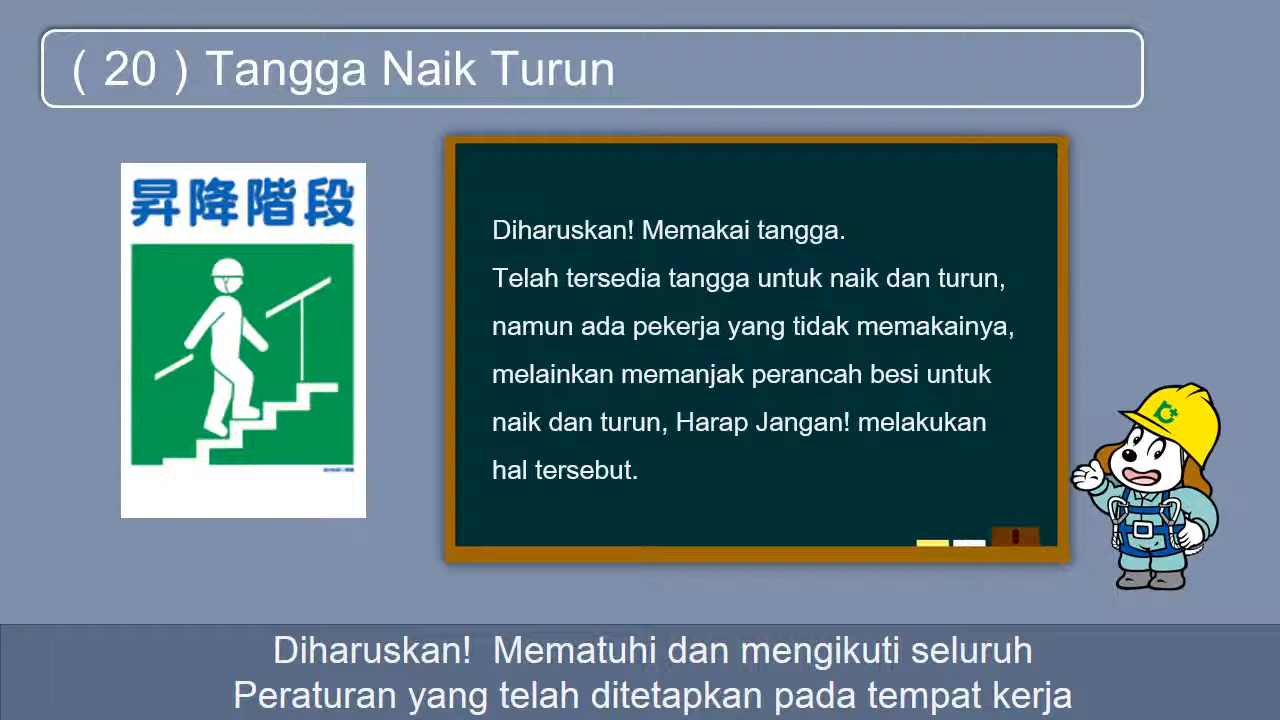 ( 20 ) Tangga Naik Turun
昇降階段
Diharuskan! Memakai tangga.
Telah tersedia tangga untuk naik dan turun,
namun ada pekerja yang tidak memakainya,
melainkan memanjak perancah besi untuk
naik dan turun, Harap Jangan! melakukan
hal tersebut.
Diharuskan!  Mematuhi dan mengikuti seluruh
Peraturan yang telah ditetapkan pada tempat kerja